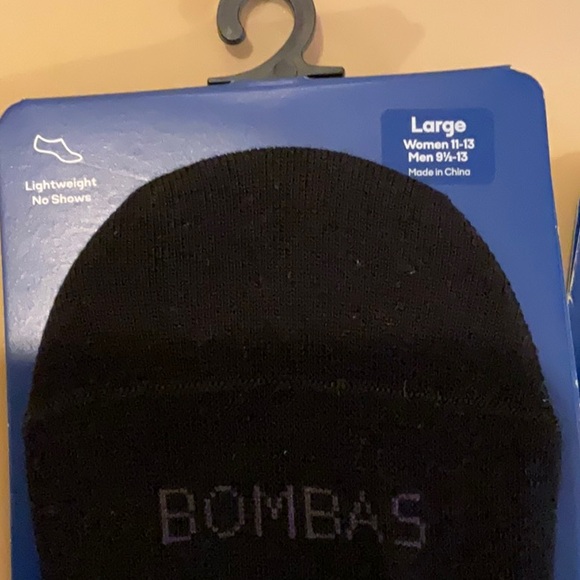 Large
Women 11-13
Men 9½-13
Made in China
Lightweight
No Shows
BOMBAS